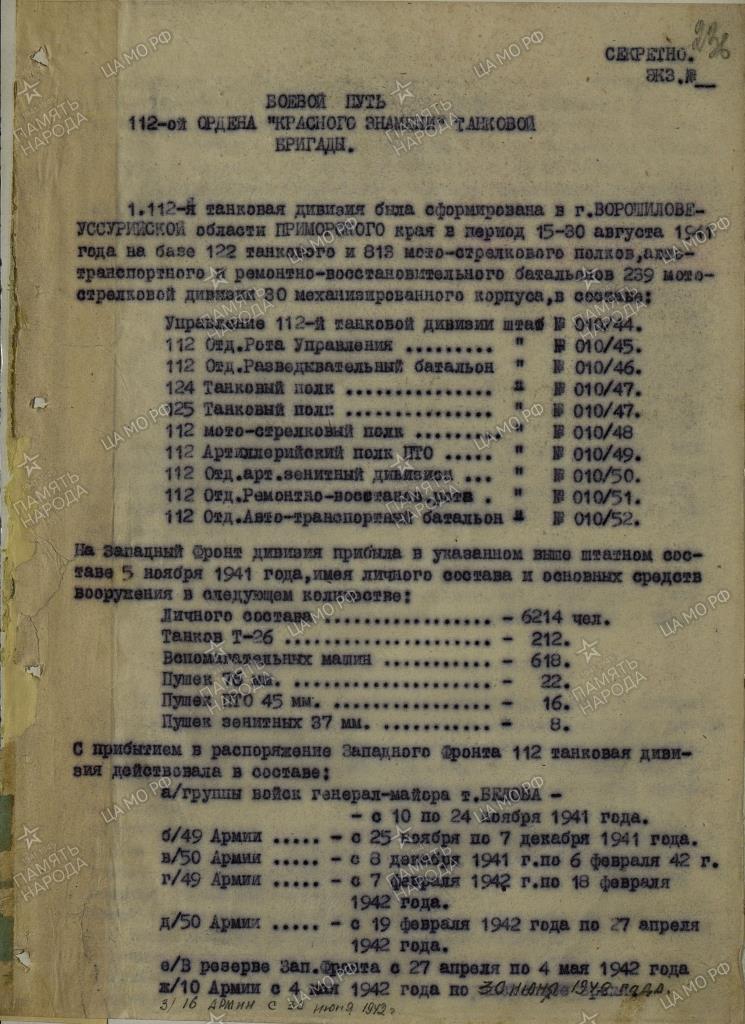 236
СЕКРЕТНО.
ЭКЗ.№__
БОЕВОЙ ПУТЬ
112-ой ОРДЕНА "КРАСНОГО ЗНАМЕНИ" ТАНКОВОЙ
БРИГАДЫ.
1.112-Я танковая дивизия была сформирована в г.ВОРОШИЛОВЕ-
УССУРИЙСКОЙ области ПРИМОРСКОГО края в период 15-30 августа 1941
года на базе 122 танкового и 813 мото-стрелкового полков,авто-
транспортного и ремонтно-восстановительного батальонов 239 мото-
стрелковой дивизии 30 механизированного корпуса,в составе:
Управление 112-й танковой дивизии штаб № 010/44.
112 Отд.Рота Управления ......... " № 010/45.
112 Отд.Разведывательный батальон " № 010/46.
124 Танковый полк ............... " № 010/47.
125 Танковый полк ............... " № 010/47.
112 мото-стрелковый полк ......... " № 010/48
112 Артиллерийский полк ПТО ..... " № 010/49.
112 Отд.арт.зенитный дивизион ... " № 010/50.
112 Отд.Ремонтно-восстанов.рота . " № 010/51.
112 Отд.Авто-транспортный батальон " № 010/52.
На Западный Фронт дивизия прибыла в указанном выше штатном сос-
таве 5 ноября 1941 года,имея личного состава и основных средств
вооружения в следующем количестве:
Личного состава ................. - 6214 чел.
Танков Т-26 ..................... - 212.
Вспомагательных машин ........... - 618.
Пушек 76 мм. .................... - 22.
Пушек ПТО 45 мм. ................ - 16.
Пушек зенитных 37 мм. ........... - 8.
С прибытием в распоряжение Западного Фронта 112 танковая диви-
зия действовала в составе:
а/группы войск генерал-майора т.БЕЛОВА -
- с 10 по 24 ноября 1941 года.
б/49 Армии ..... - с 25 ноября по 7 декабря 1941 года.
в/50 Армии ..... - с 8 декабря 1941 г.по 6 февраля 42 г.
г/49 Армии ..... - с 7 февраля 1942 г.по 18 февраля
1942 года.
д/50 Армии ..... - с 19 февраля 1942 года по 27 апреля
1942 года.
е/В резерве Зап.Фронта с 27 апреля по 4 мая 1942 года
ж/10 Армии с 4 мая 1942 года по 30 июня 1942 года.
з/ 16 АРМИИ с 30 июня 1942 г
ПАМЯТЬ НАРОДА
ЦАМО.РФ